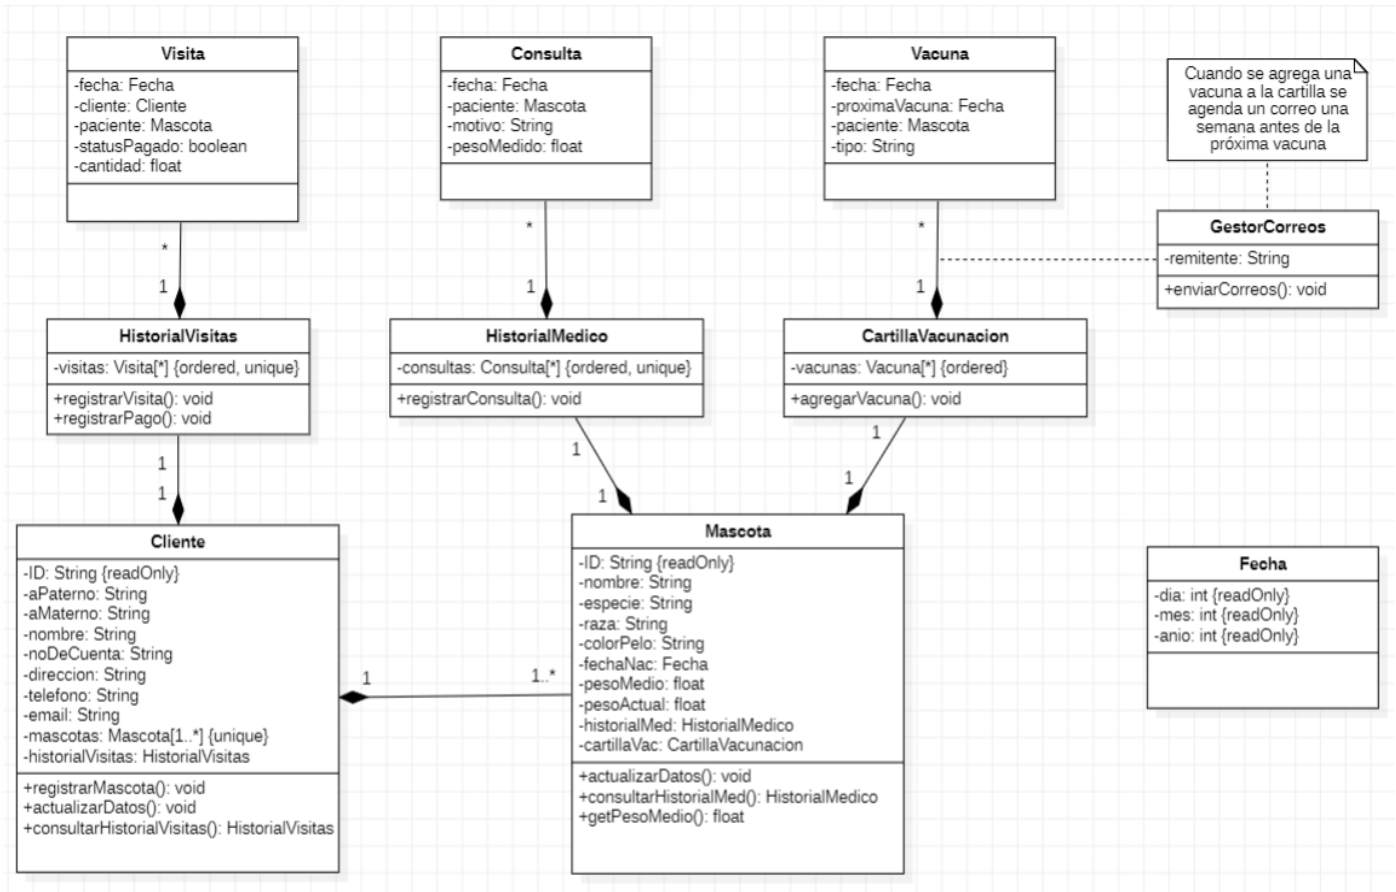 Visita
-fecha: Fecha
-cliente: Cliente
-paciente: Mascota
-statusPagado: boolean
-cantidad: float
Consulta
-fecha: Fecha
-paciente: Mascota
-motivo: String
-pesoMedido: float
Vacuna
-fecha: Fecha
-proximaVacuna: Fecha
-paciente: Mascota
-tipo: String
Cuando se agrega una
vacuna a la cartilla se
agenda un correo una
semana antes de la
próxima vacuna
GestorCorreos
-remitente: String
+enviarCorreos(): void
*
1
*
1
*
1
HistorialVisitas
-visitas: Visita[*] {ordered, unique}
+registrarVisita(): void
+registrarPago(): void
HistorialMedico
-consultas: Consulta[*] {ordered, unique}
+registrarConsulta(): void
CartillaVacunacion
-vacunas: Vacuna[*] {ordered}
+agregarVacuna(): void
1
1
1
1
1
1
Cliente
-ID: String {readOnly}
-aPaterno: String
-aMaterno: String
-nombre: String
-noDeCuenta: String
-direccion: String
-telefono: String
-email: String
-mascotas: Mascota[1..*] {unique}
-historialVisitas: HistorialVisitas
+registrarMascota(): void
+actualizarDatos(): void
+consultarHistorialVisitas(): HistorialVisitas
1
1..*
Mascota
-ID: String {readOnly}
-nombre: String
-especie: String
-raza: String
-colorPelo: String
-fechaNac: Fecha
-pesoMedio: float
-pesoActual: float
-historialMed: HistorialMedico
-cartillaVac: CartillaVacunacion
+actualizarDatos(): void
+consultarHistorialMed(): HistorialMedico
+getPesoMedio(): float
Fecha
-dia: int {readOnly}
-mes: int {readOnly}
-anio: int {readOnly}